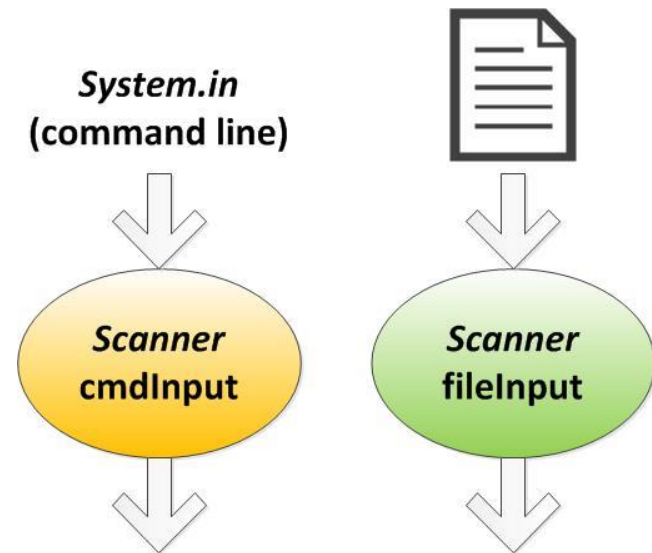 System.in
(command line)
Scanner
cmdInput
Scanner
fileInput